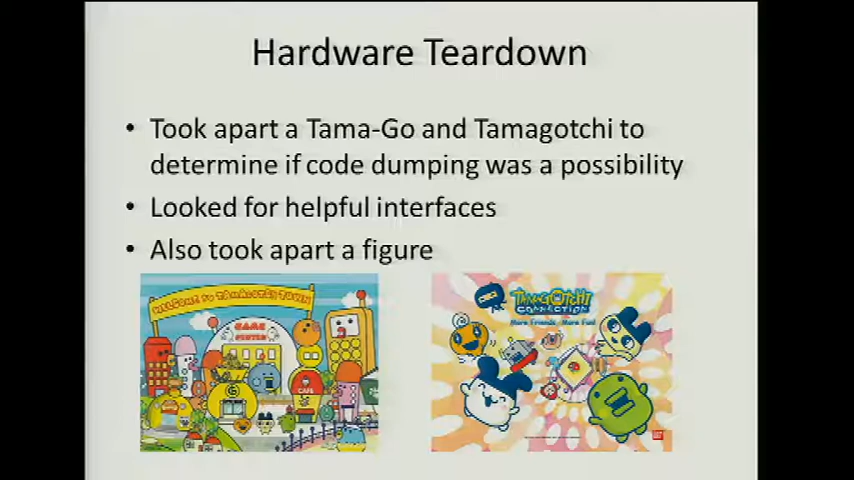 Hardware Teardown
• Took apart a Tama-Go and Tamagotchi to
determine if code dumping was a possibility
• Looked for helpful interfaces
• Also took apart a figure
WELCOME TO TAMAGOTCHI TOWN
GAME
CENTER
CAFE
TAMAGOTCHI
CONNECTION
More Friends · More Fun!